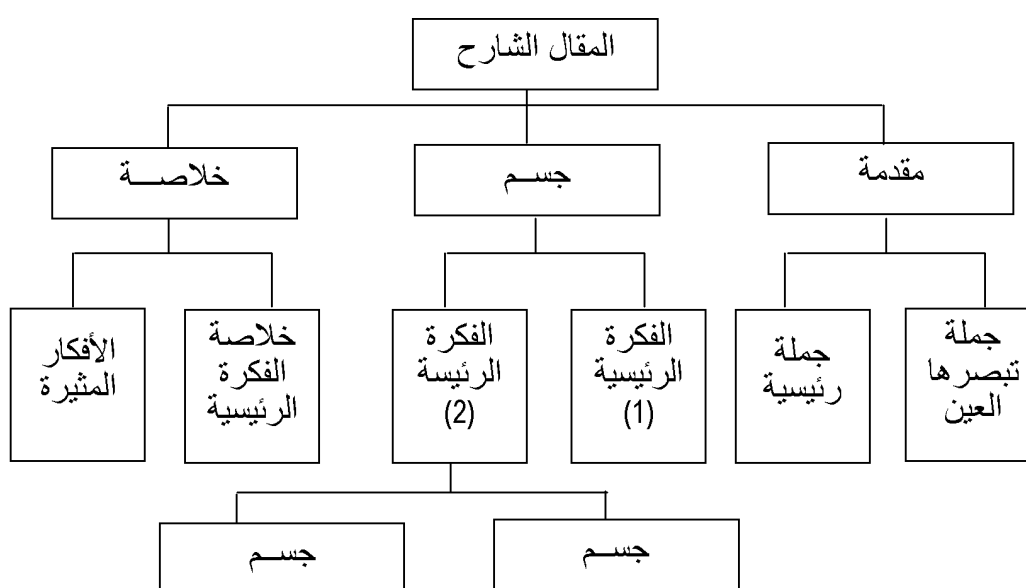 المقال الشارح
مقدمة
جســم
خلاصـــة
جملة
تبصرها
العين
جملة
رئيسية
الفكرة
الرئيسية
(1)
الفكرة
الرئيسة
(2)
خلاصة
الفكرة
الرئيسية
الأفكار
المثيرة
جســم
جســم